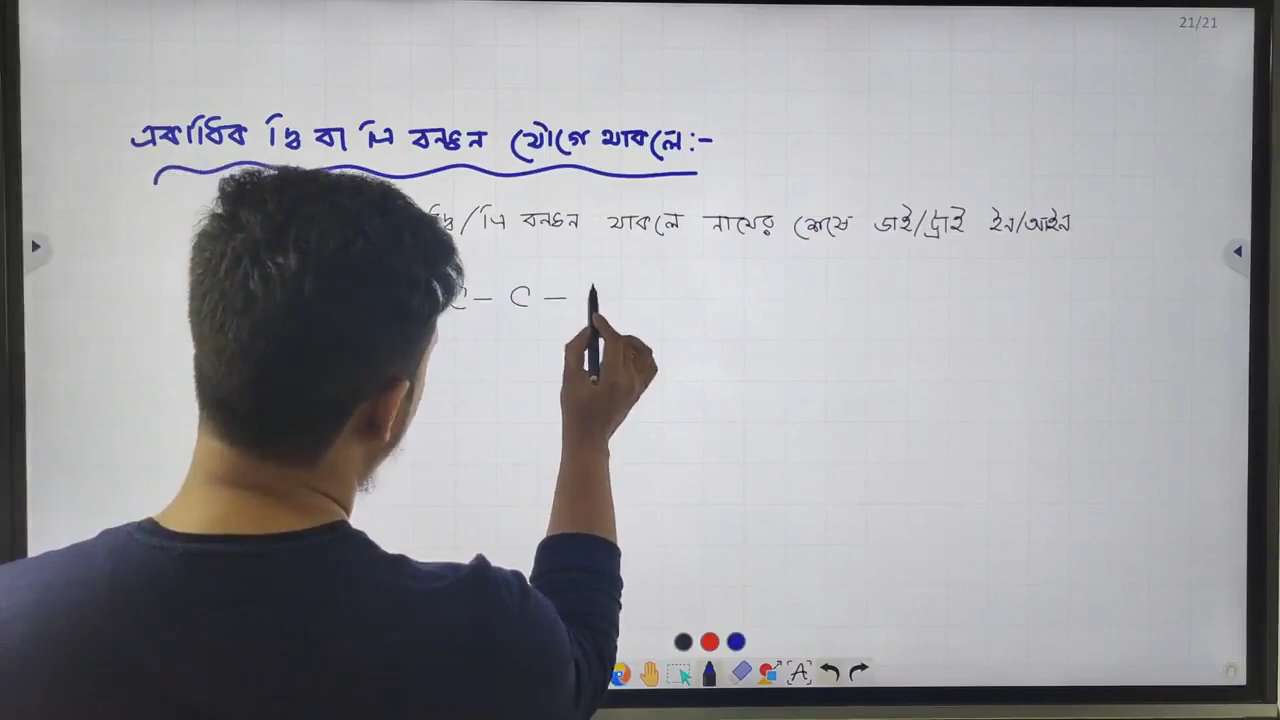 21/21
একাধিক দ্বি বা ত্রি বন্ধন যৌগে থাকলে:-
দ্বি/ত্রি বন্ধন থাকলে নামের শেষে ডাই/ট্রাই ইন/আইন
C - C -